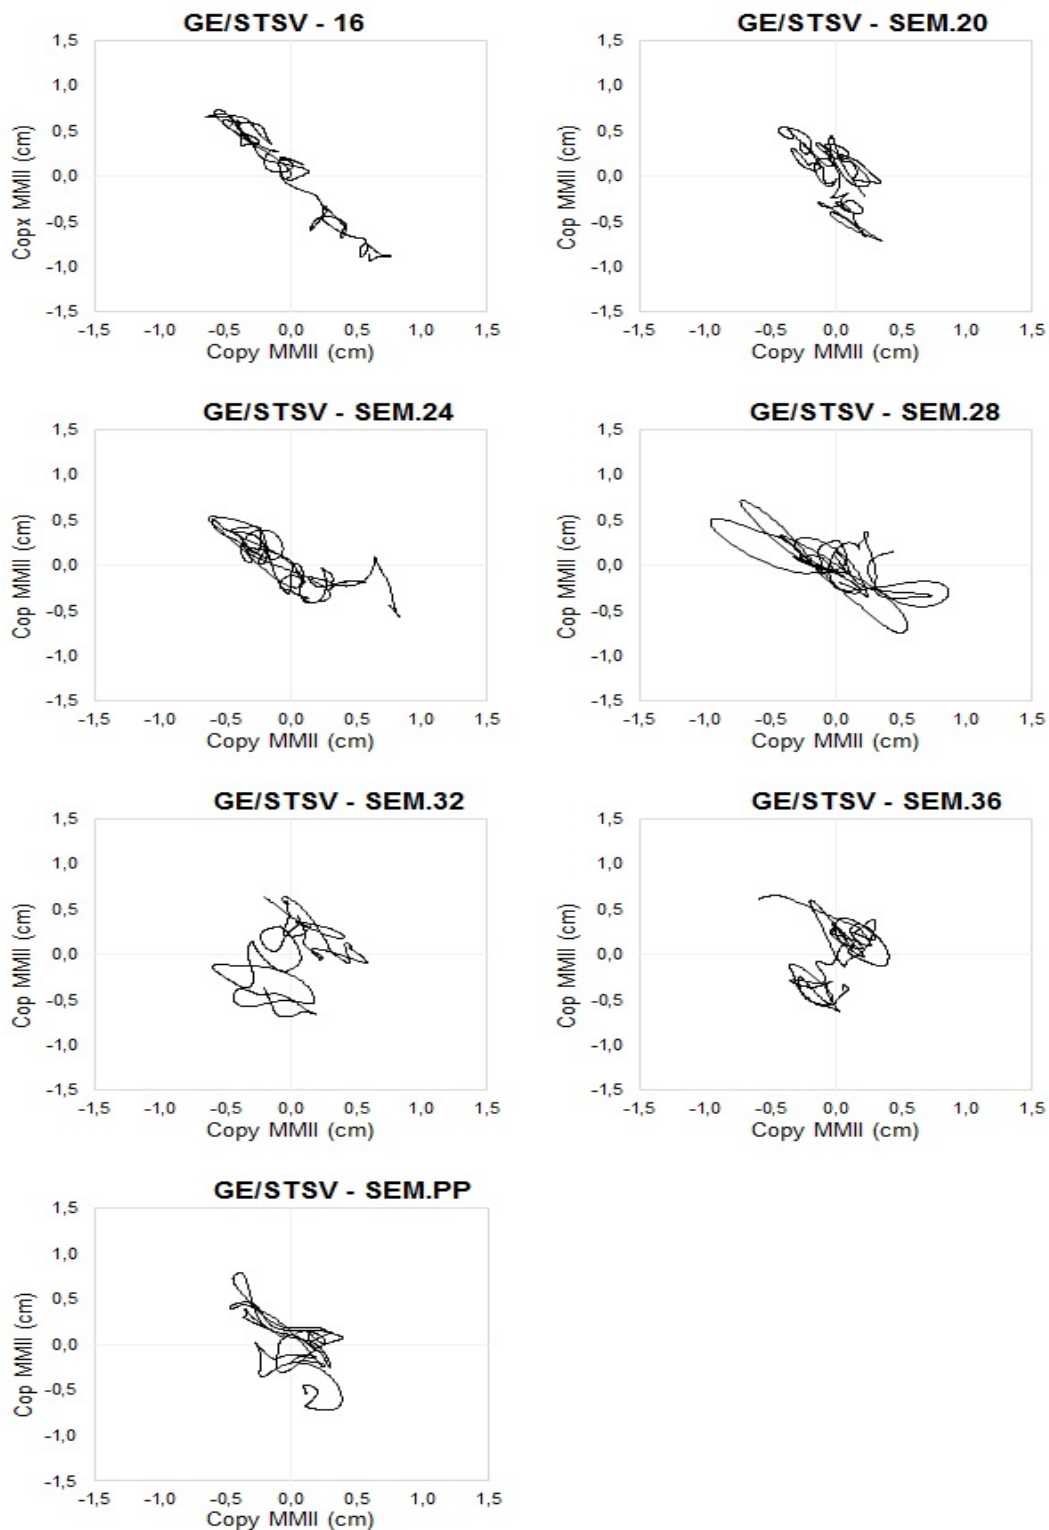 GE/STSV - 16
1,5
1,0
0,5
0,0
-0,5
-1,0
-1,5
Copx MMII (cm)
-1,5 -1,0 -0,5 0,0 0,5 1,0 1,5
Copy MMII (cm)
GE/STSV - SEM.20
1,5
1,0
0,5
0,0
-0,5
-1,0
-1,5
Cop MMII (cm)
-1,5 -1,0 -0,5 0,0 0,5 1,0 1,5
Copy MMII (cm)
GE/STSV - SEM.24
1,5
1,0
0,5
0,0
-0,5
-1,0
-1,5
Cop MMII (cm)
-1,5 -1,0 -0,5 0,0 0,5 1,0 1,5
Copy MMII (cm)
GE/STSV - SEM.28
1,5
1,0
0,5
0,0
-0,5
-1,0
-1,5
Cop MMII (cm)
-1,5 -1,0 -0,5 0,0 0,5 1,0 1,5
Copy MMII (cm)
GE/STSV - SEM.32
1,5
1,0
0,5
0,0
-0,5
-1,0
-1,5
Cop MMII (cm)
-1,5 -1,0 -0,5 0,0 0,5 1,0 1,5
Copy MMII (cm)
GE/STSV - SEM.36
1,5
1,0
0,5
0,0
-0,5
-1,0
-1,5
Cop MMII (cm)
-1,5 -1,0 -0,5 0,0 0,5 1,0 1,5
Copy MMII (cm)
GE/STSV - SEM.PP
1,5
1,0
0,5
0,0
-0,5
-1,0
-1,5
Cop MMII (cm)
-1,5 -1,0 -0,5 0,0 0,5 1,0 1,5
Copy MMII (cm)